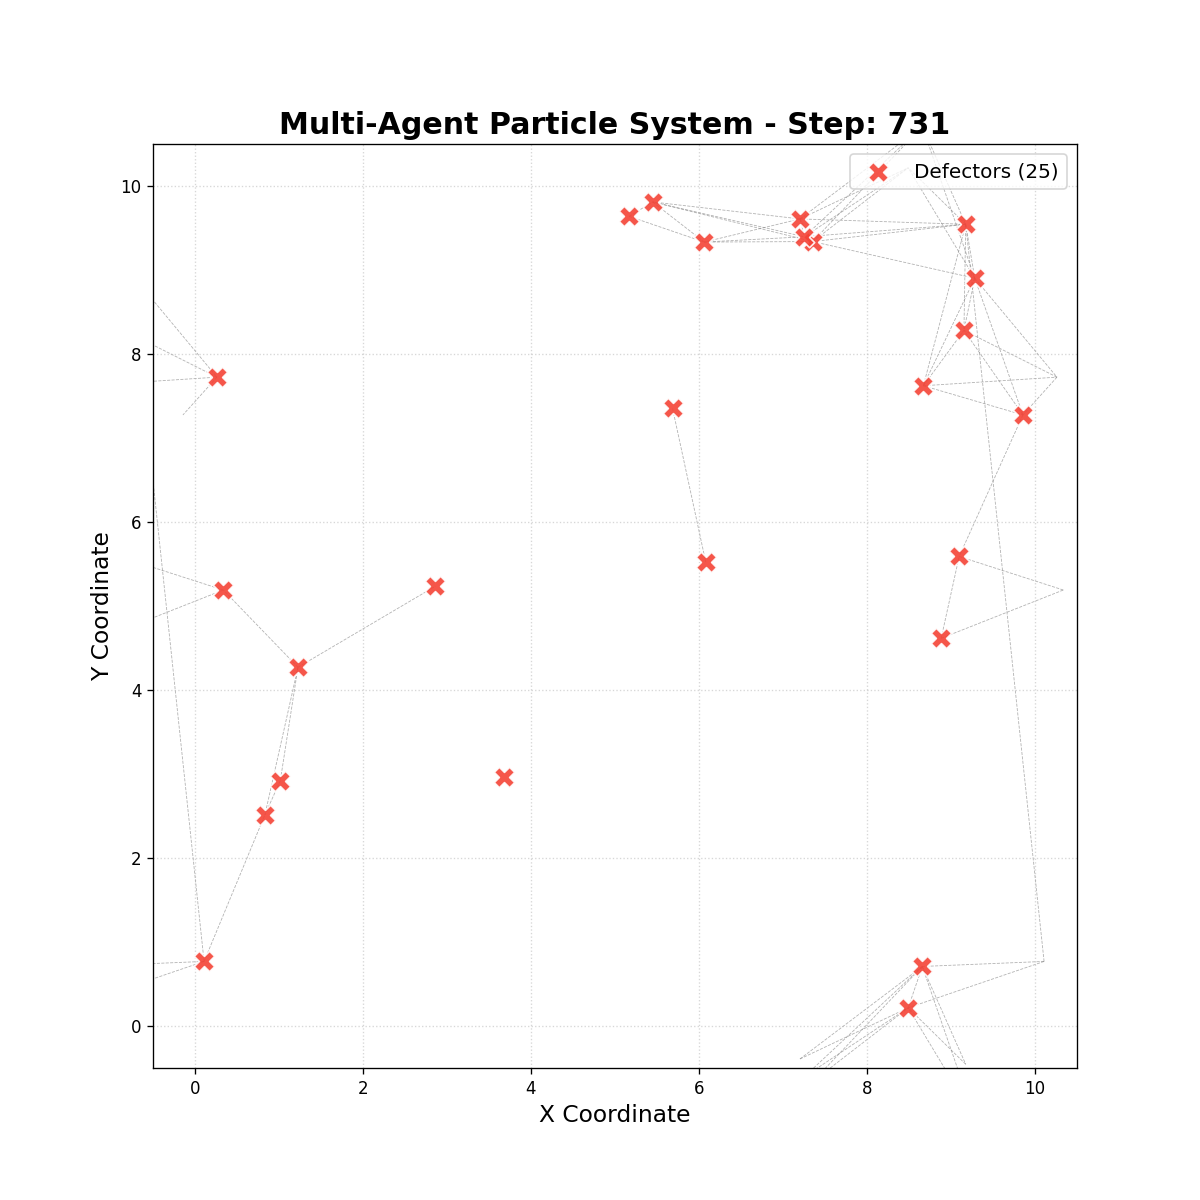 Multi-Agent Particle System - Step: 731
Defectors (25)
10
8
6
4
2
0
Y Coordinate
0 2 4 6 8 10
X Coordinate